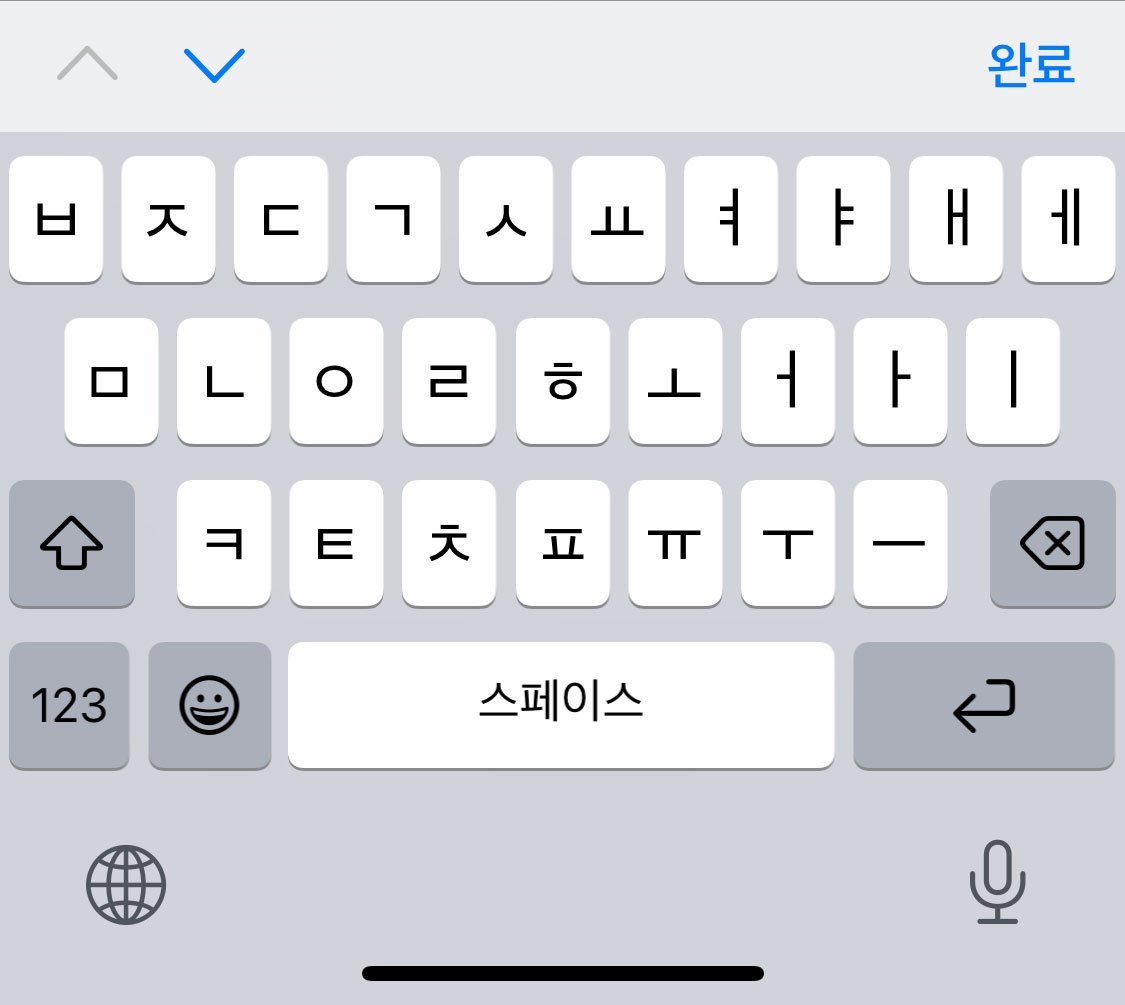 완료
ㅂ ㅈ ㄷ ㄱ ㅅ ㅛ ㅕ ㅑ ㅐ ㅔ
ㅁ ㄴ ㅇ ㄹ ㅎ ㅗ ㅓ ㅏ ㅣ
ㅋ ㅌ ㅊ ㅍ ㅠ ㅜ ㅡ
123 스페이스